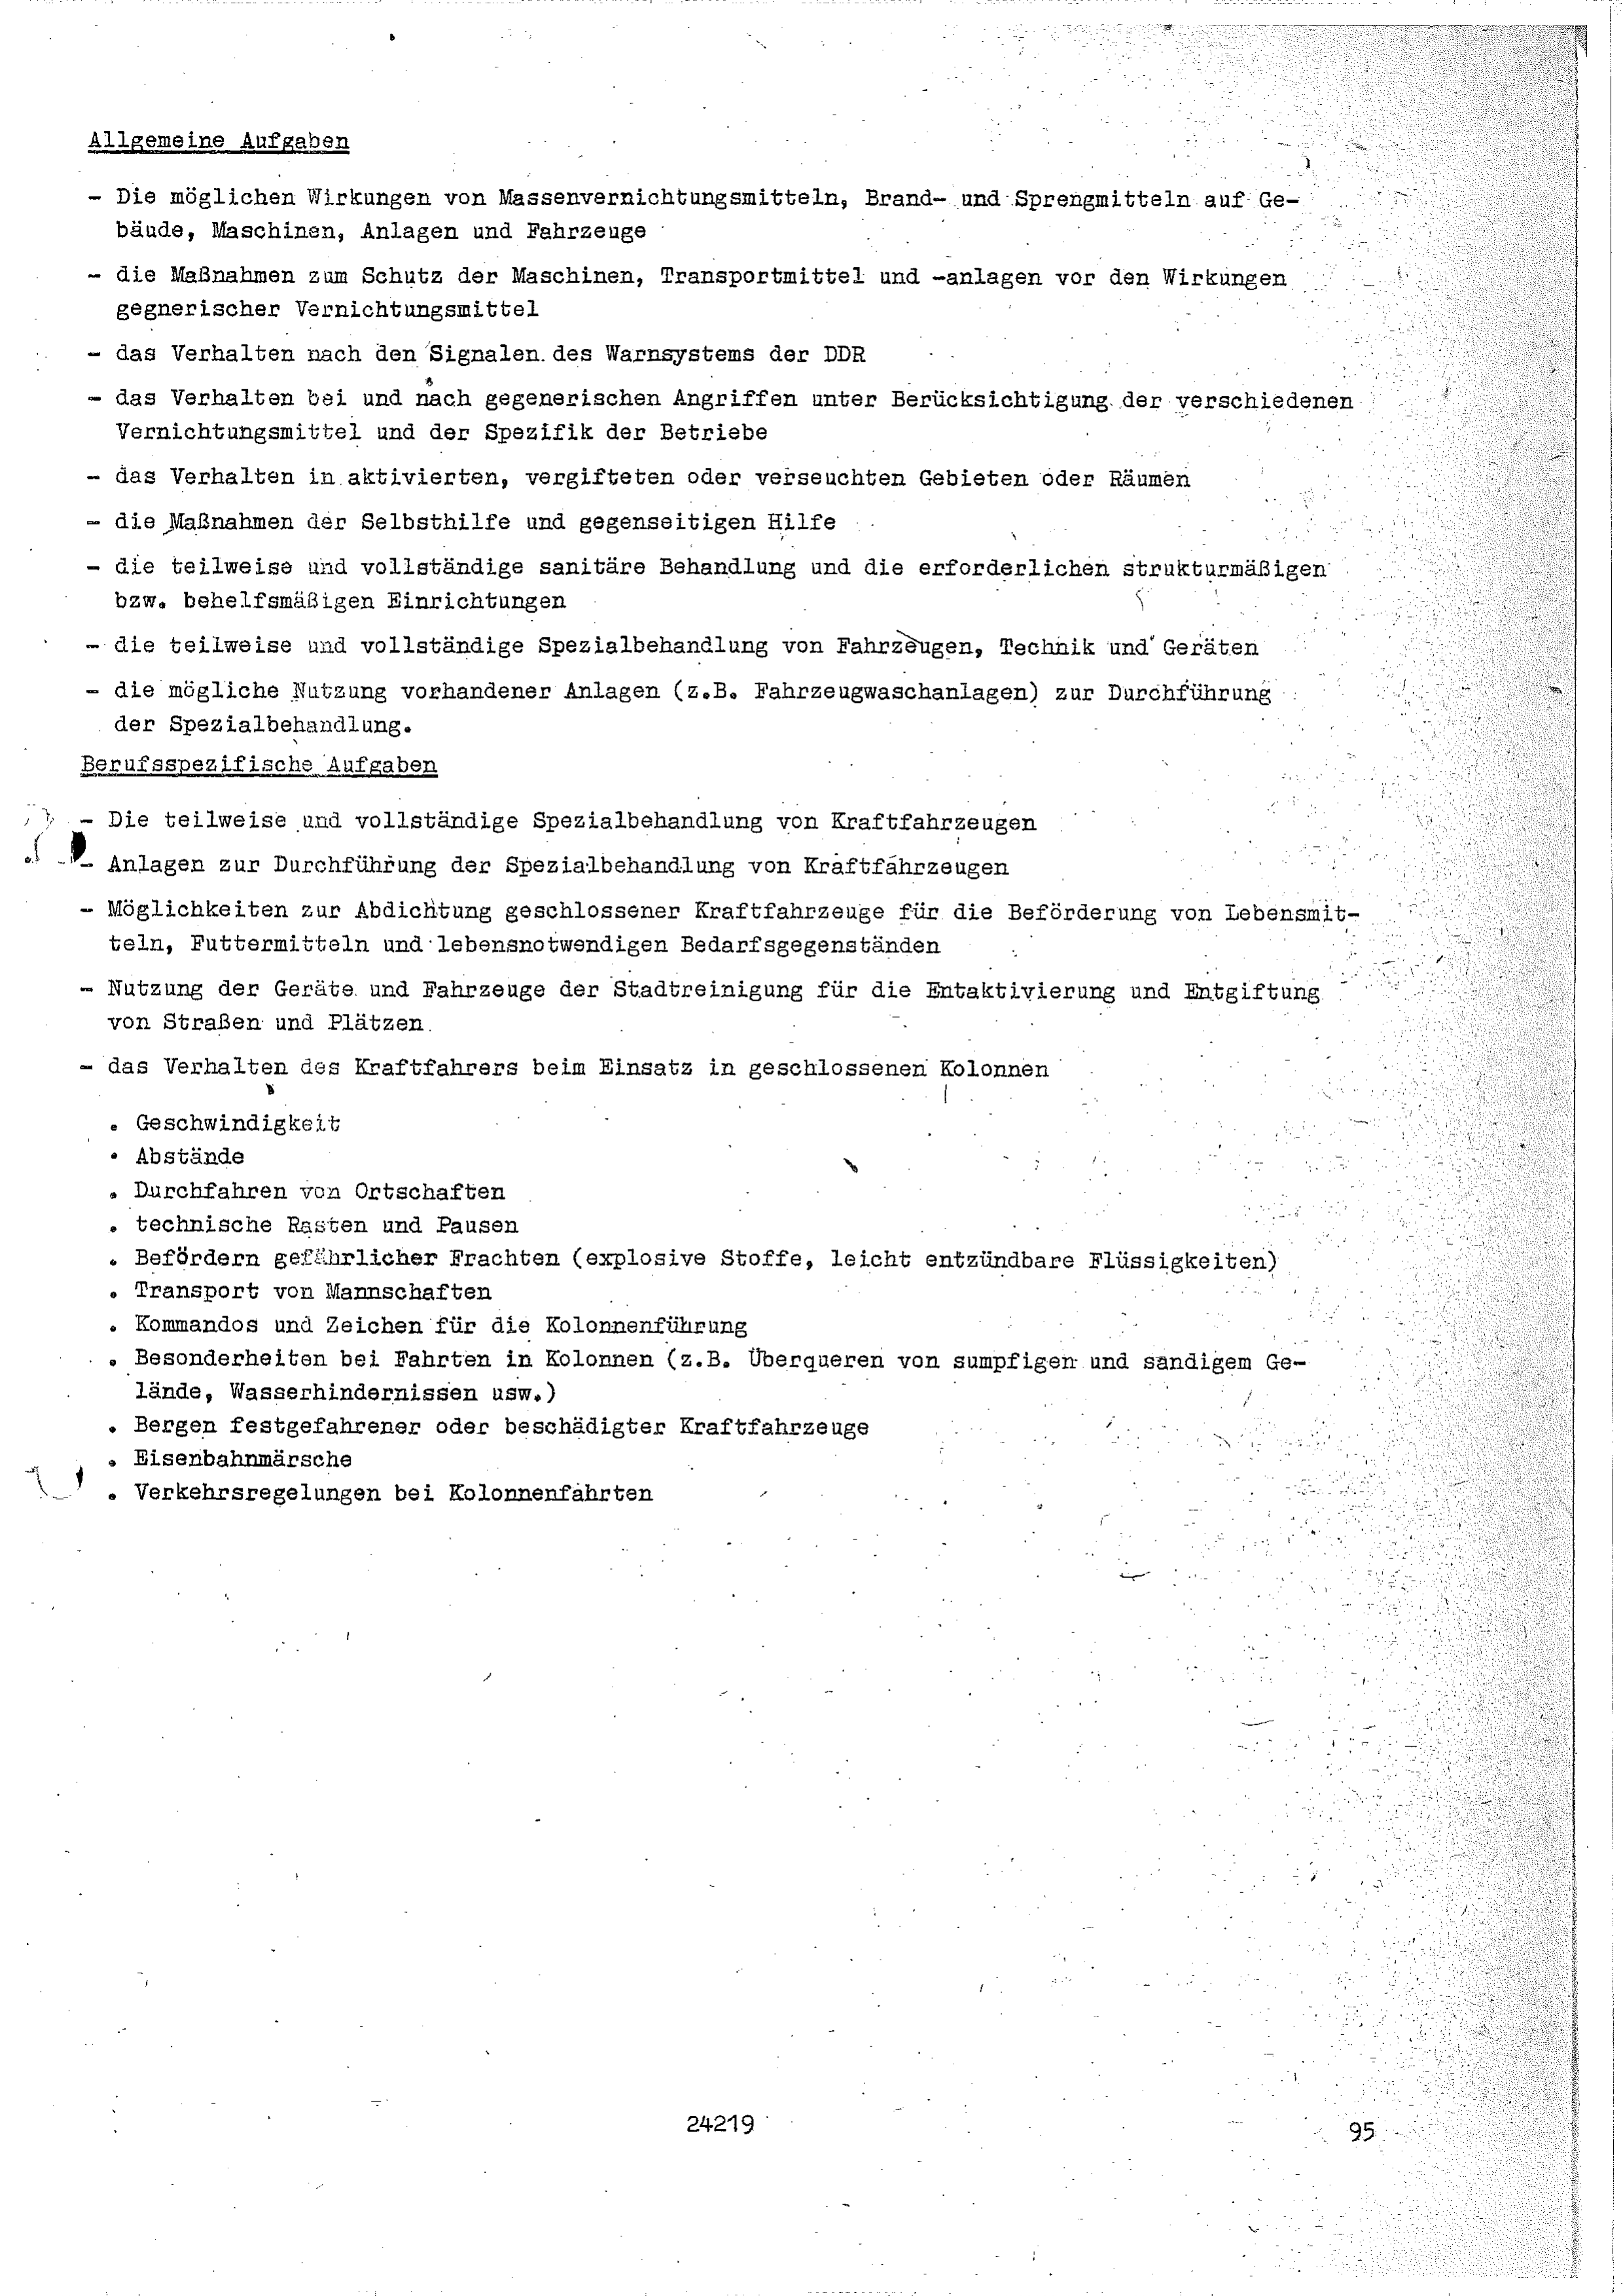 Allgemeine Aufgaben
- Die möglichen Wirkungen von Massenvernichtungsmitteln, Brand- und Sprengmitteln auf Ge-
bäude, Maschinen, Anlagen und Fahrzeuge
- die Maßnahmen zum Schutz der Maschinen, Transportmittel und -anlagen vor den Wirkungen
gegnerischer Vernichtungsmittel
- das Verhalten nach den Signalen des Warnsystems der DDR
- das Verhalten bei und nach gegenerischen Angriffen unter Berücksichtigung der verschiedenen
Vernichtungsmittel und der Spezifik der Betriebe
- das Verhalten in aktivierten, vergifteten oder verseuchten Gebieten oder Räumen
- die Maßnahmen der Selbsthilfe und gegenseitigen Hilfe
- die teilweise und vollständige sanitäre Behandlung und die erforderlichen strukturmäßigen
bzw. behelfsmäßigen Einrichtungen
- die teilweise und vollständige Spezialbehandlung von Fahrzeugen, Technik und Geräten
- die mögliche Nutzung vorhandener Anlagen (z.B. Fahrzeugwaschanlagen) zur Durchführung
der Spezialbehandlung.
Berufsspezifische Aufgaben
- Die teilweise und vollständige Spezialbehandlung von Kraftfahrzeugen
- Anlagen zur Durchführung der Spezialbehandlung von Kraftfahrzeugen
- Möglichkeiten zur Abdichtung geschlossener Kraftfahrzeuge für die Beförderung von Lebensmit-
teln, Futtermitteln und lebensnotwendigen Bedarfsgegenständen
- Nutzung der Geräte und Fahrzeuge der Stadtreinigung für die Entaktivierung und Entgiftung
von Straßen und Plätzen
- das Verhalten des Kraftfahrers beim Einsatz in geschlossenen Kolonnen
. Geschwindigkeit
. Abstände
. Durchfahren von Ortschaften
. technische Rasten und Pausen
. Befördern gefährlicher Frachten (explosive Stoffe, leicht entzündbare Flüssigkeiten)
. Transport von Mannschaften
. Kommandos und Zeichen für die Kolonnenführung
. Besonderheiten bei Fahrten in Kolonnen (z.B. Überqueren von sumpfigen und sandigem Ge-
lände, Wasserhindernissen usw.)
. Bergen festgefahrener oder beschädigter Kraftfahrzeuge
. Eisenbahnmärsche
. Verkehrsregelungen bei Kolonnenfahrten
24219
95